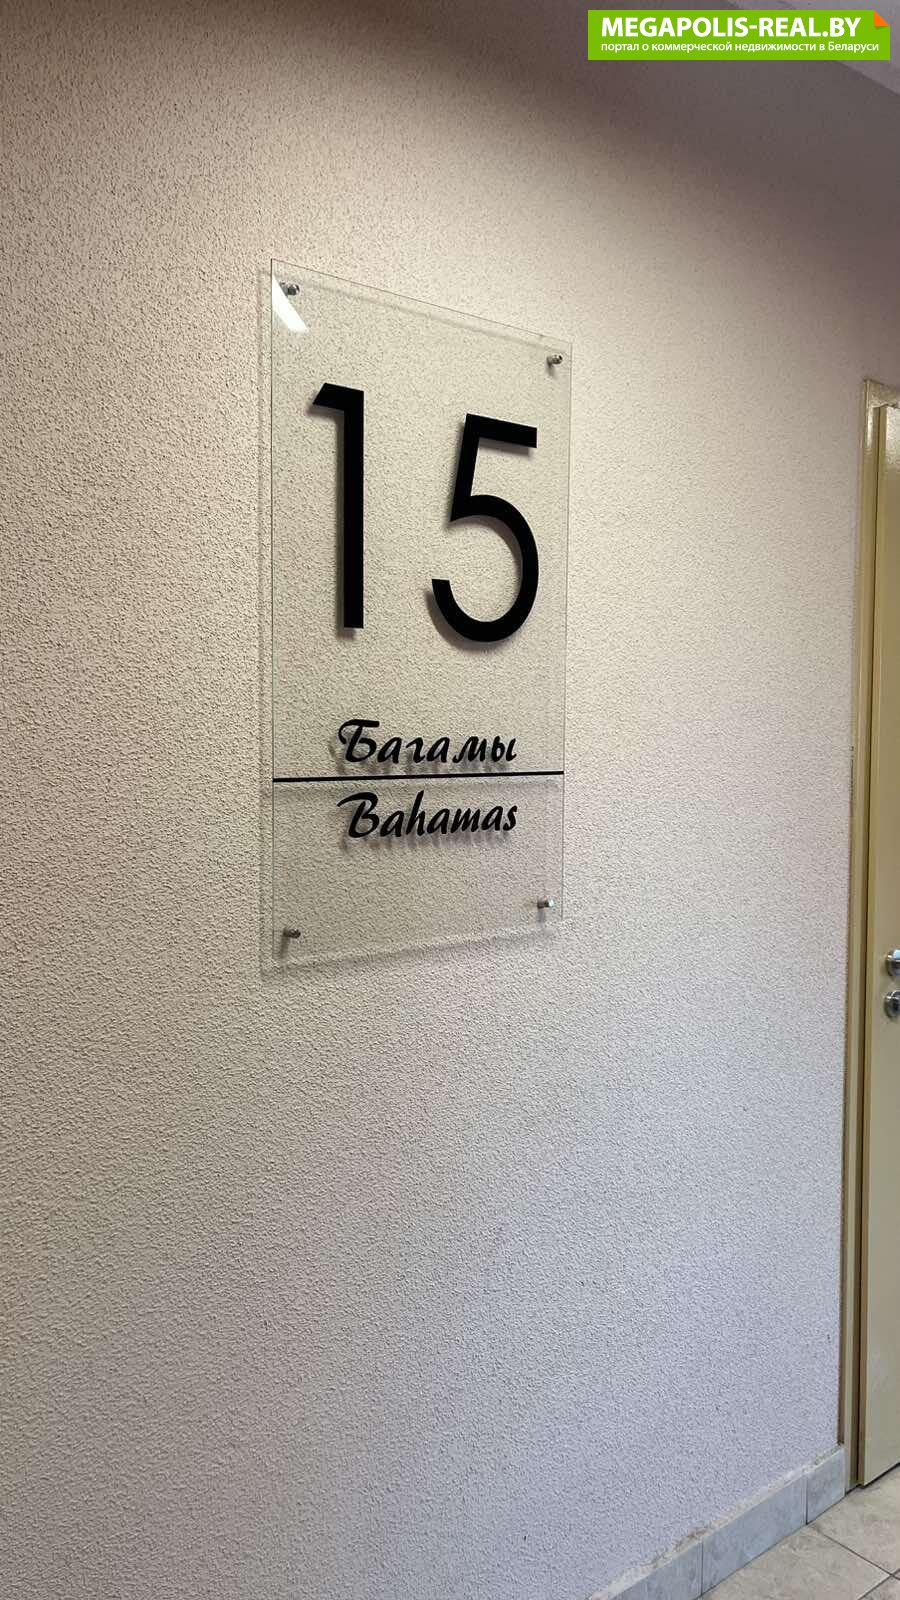 MEGAPOLIS-REAL.BY
портал о коммерческой недвижимости в Беларуси
15
Багамы
Bahamas